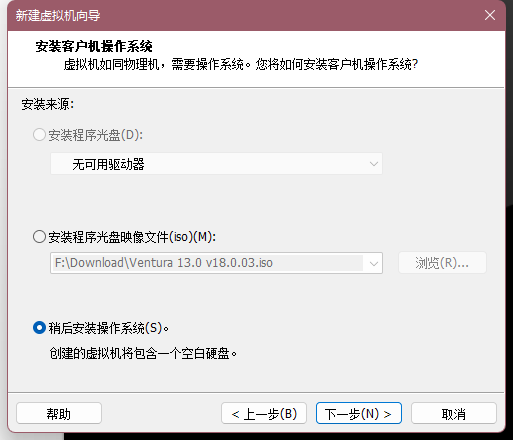 新建虚拟机向导
安装客户机操作系统
虚拟机如同物理机，需要操作系统。您将如何安装客户机操作系统?
安装来源:
安装程序光盘(D):
无可用驱动器
安装程序光盘映像文件(iso)(M):
F:\Download\Ventura 13.0 v18.0.03.iso
浏览(R)...
稍后安装操作系统(S)。
创建的虚拟机将包含一个空白硬盘。
帮助
< 上一步(B)
下一步(N) >
取消